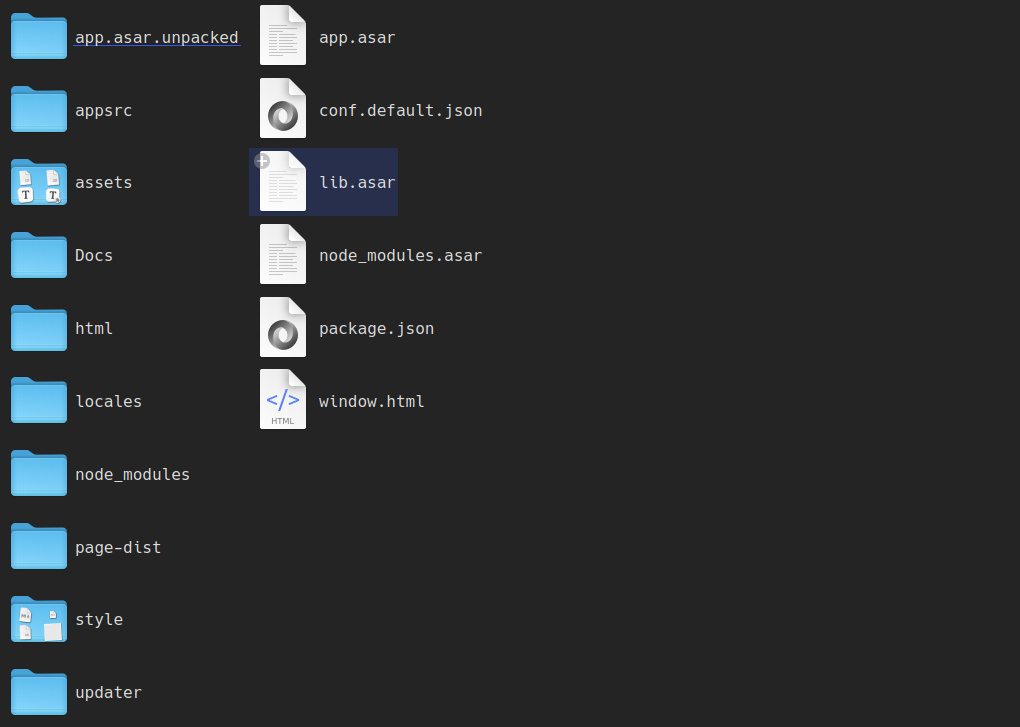 app.asar.unpacked
appsrc
assets
Docs
html
locales
node_modules
page-dist
style
updater
app.asar
conf.default.json
lib.asar
node_modules.asar
package.json
window.html
</>
HTML